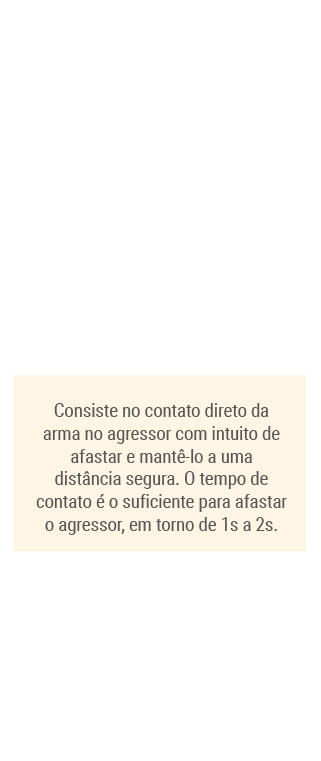 Consiste no contato direto da
arma no agressor com intuito de
afastar e mantê-lo a uma
distância segura. O tempo de
contato é o suficiente para afastar
o agressor, em torno de 1s a 2s.